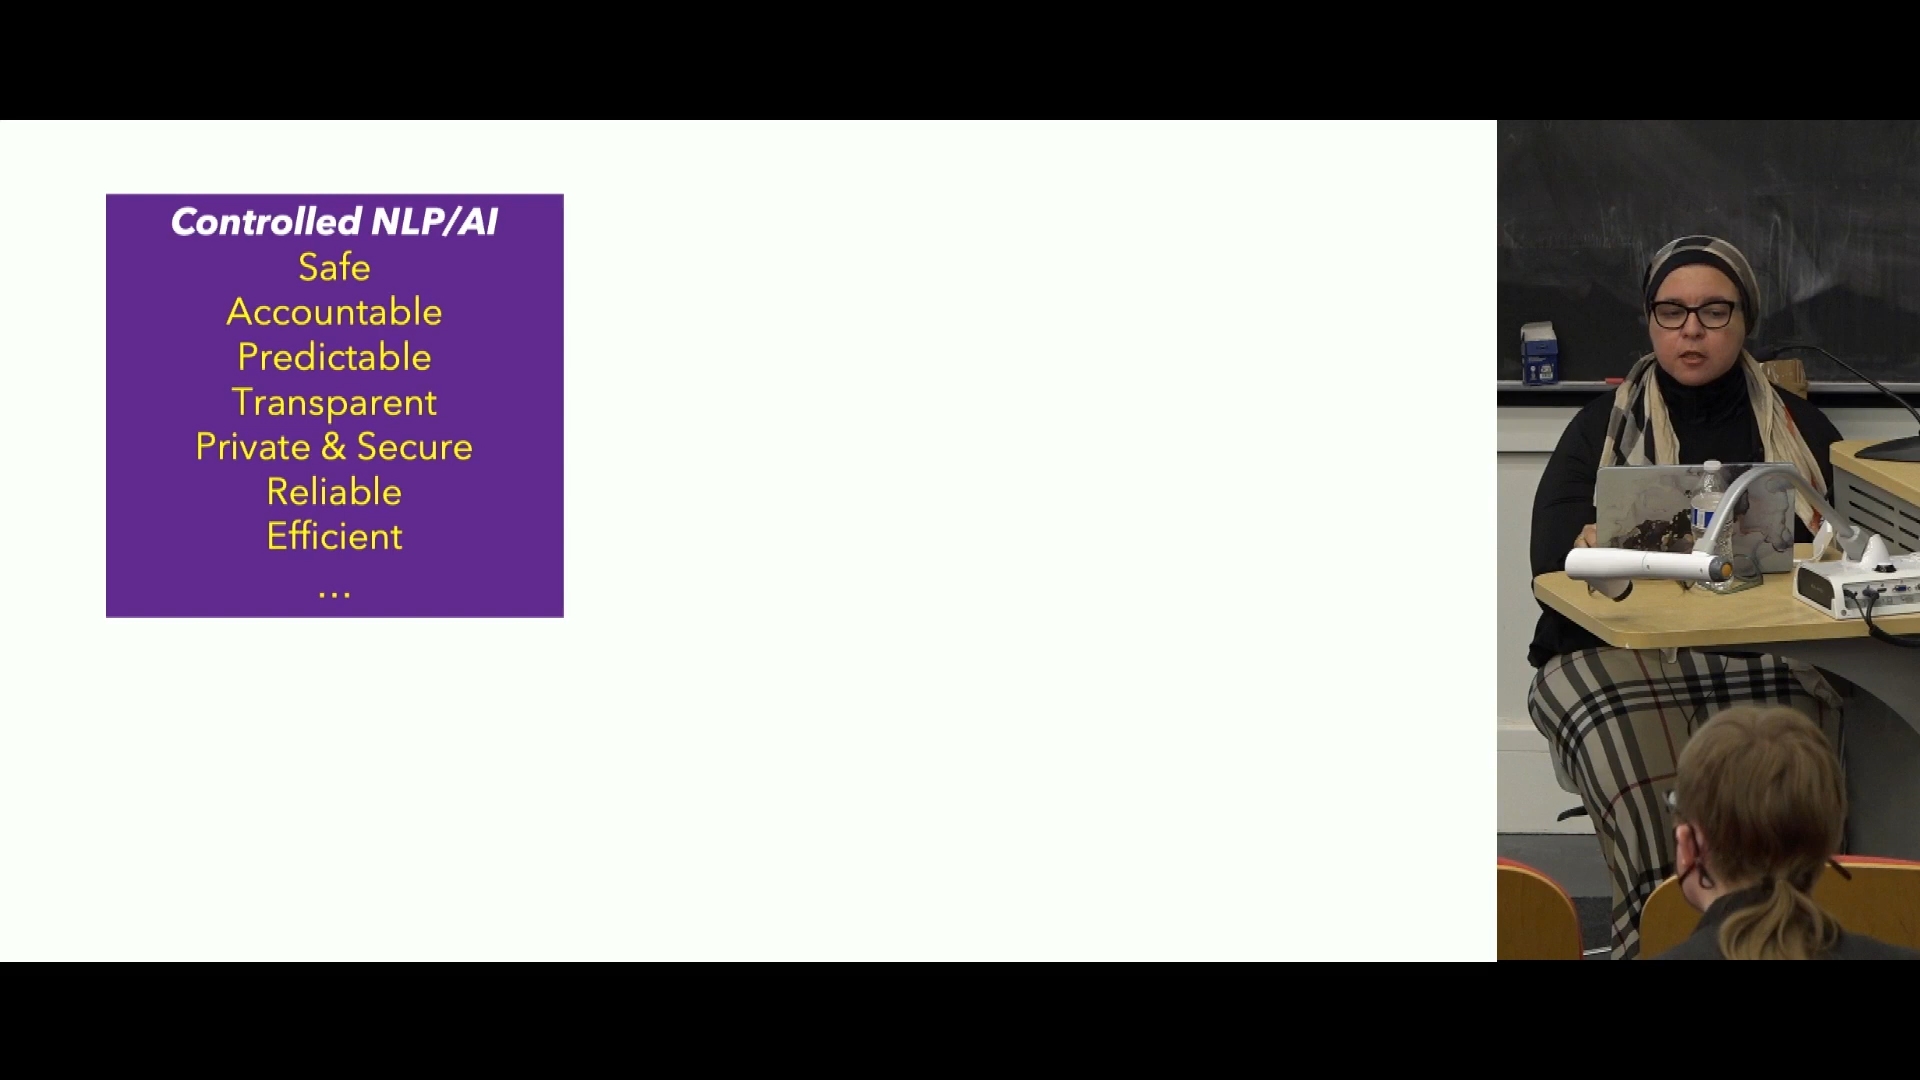 Controlled NLP/AI
Safe
Accountable
Predictable
Transparent
Private & Secure
Reliable
Efficient
...